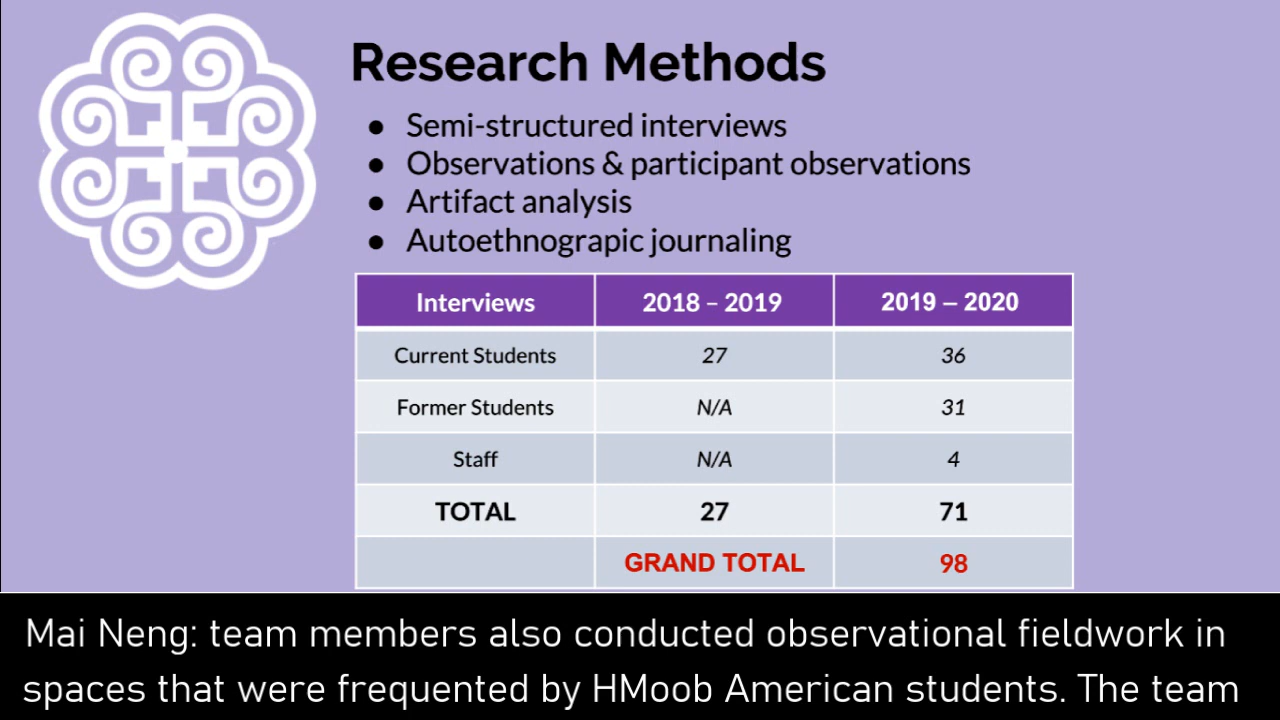 Research Methods
● Semi-structured interviews
● Observations & participant observations
● Artifact analysis
● Autoethnograpic journaling
Interviews 2018 – 2019 2019 – 2020
Current Students 27 36
Former Students N/A 31
Staff N/A 4
TOTAL 27 71
GRAND TOTAL 98
Mai Neng: team members also conducted observational fieldwork in
spaces that were frequented by HMoob American students. The team